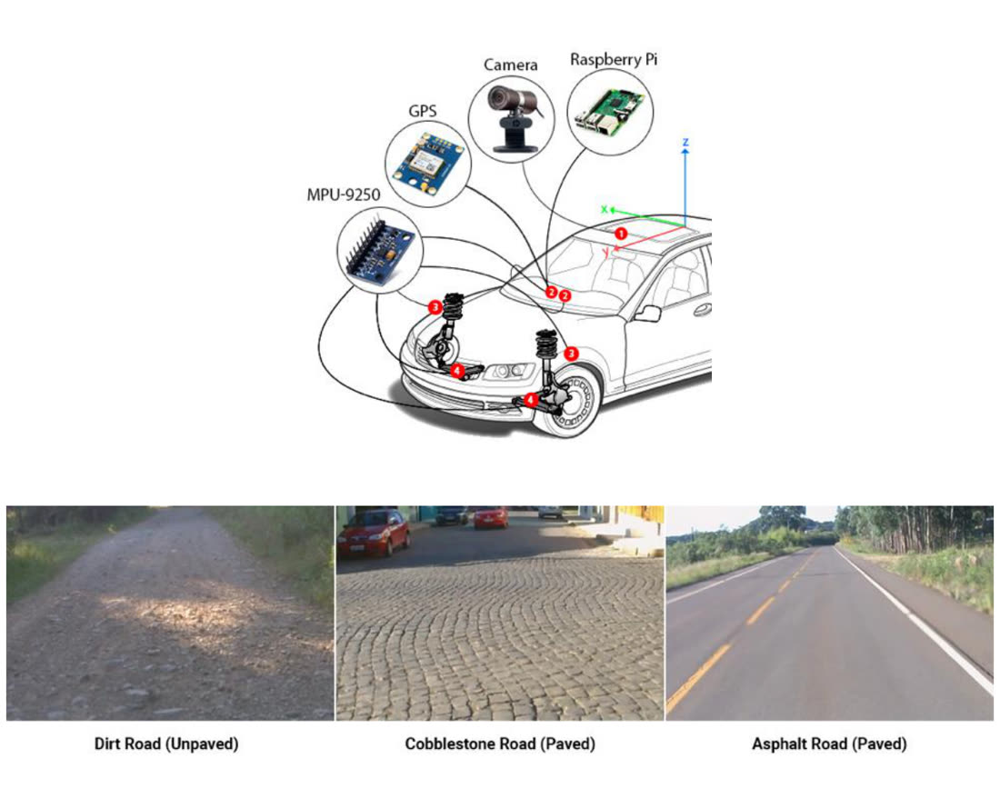 Camera
Raspberry Pi
GPS
MPU-9250
Z
X
Y
1
2 2
3
3
4
4
Dirt Road (Unpaved)
Cobblestone Road (Paved)
Asphalt Road (Paved)